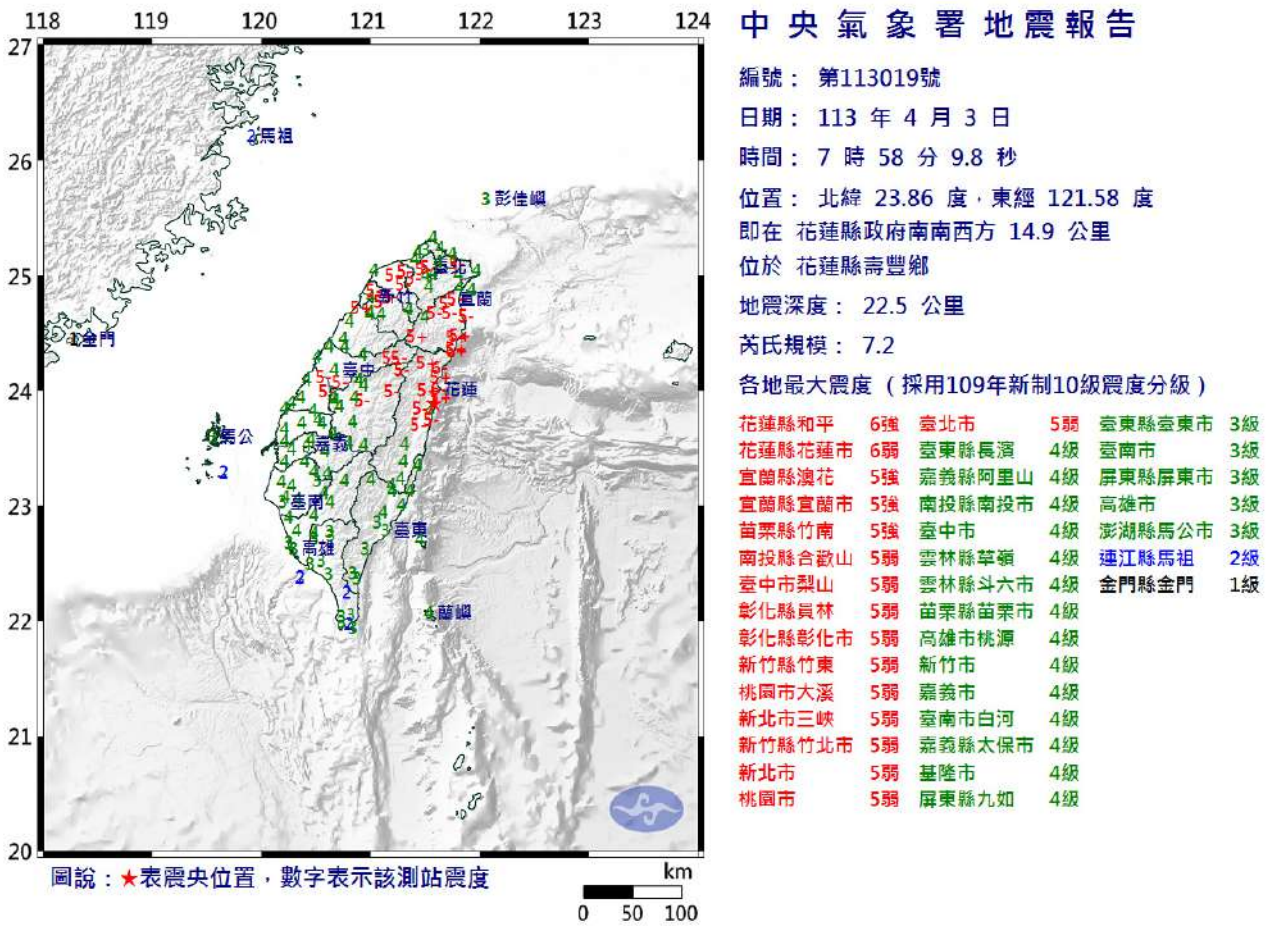 中央氣象署地震報告
編號： 第113019號
日期： 113 年 4 月 3 日
時間： 7 時 58 分 9.8 秒
位置： 北緯 23.86 度，東經 121.58 度
即在 花蓮縣政府南南西方 14.9 公里
位於 花蓮縣壽豐鄉
地震深度： 22.5 公里
芮氏規模： 7.2
各地最大震度 ( 採用109年新制10級震度分級 )
花蓮縣和平 6強 臺北市 5弱 臺東縣臺東市 3級
花蓮縣花蓮市 6弱 臺東縣長濱 4級 臺南市 3級
宜蘭縣澳花 5強 嘉義縣阿里山 4級 屏東縣屏東市 3級
宜蘭縣宜蘭市 5強 南投縣南投市 4級 高雄市 3級
苗栗縣竹南 5強 臺中市 4級 澎湖縣馬公市 3級
南投縣合歡山 5弱 雲林縣草嶺 4級 連江縣馬祖 2級
臺中市梨山 5弱 雲林縣斗六市 4級 金門縣金門 1級
彰化縣員林 5弱 苗栗縣苗栗市 4級
彰化縣彰化市 5弱 高雄市桃源 4級
新竹縣竹東 5弱 新竹市 4級
桃園市大溪 5弱 嘉義市 4級
新北市三峽 5弱 臺南市白河 4級
新竹縣竹北市 5弱 嘉義縣太保市 4級
新北市 5弱 基隆市 4級
桃園市 5弱 屏東縣九如 4級
118 119 120 121 122 123 124
27
26
25
24
23
22
21
20
2馬祖
3 彭佳嶼
臺北
新竹
宜蘭
1金門
臺中
花蓮
馬公
嘉義
2
臺南
臺東
高雄
2
蘭嶼
圖說：★表震央位置，數字表示該測站震度
km
0 50 100